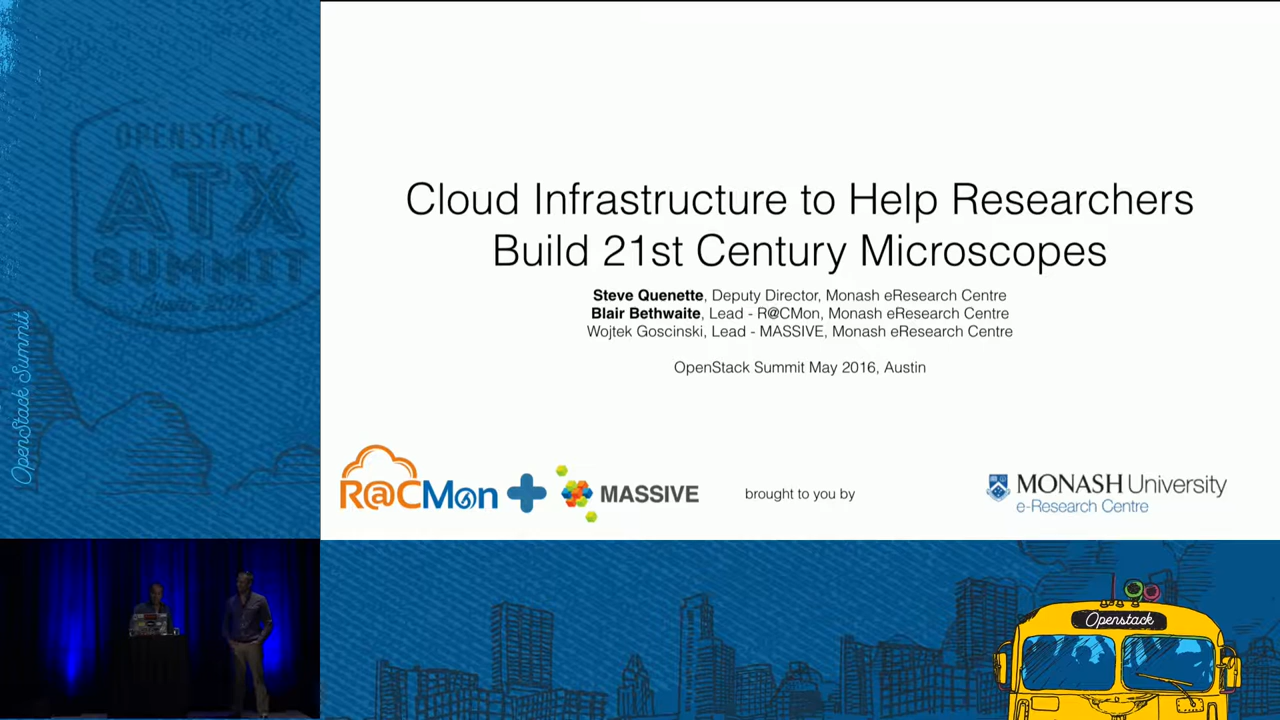 OPENSTACK
ATX
SUMMIT
Austin 2016
OpenStack Summit
Cloud Infrastructure to Help Researchers
Build 21st Century Microscopes
Steve Quenette, Deputy Director, Monash eResearch Centre
Blair Bethwaite, Lead - R@CMon, Monash eResearch Centre
Wojtek Goscinski, Lead - MASSIVE, Monash eResearch Centre
OpenStack Summit May 2016, Austin
R@CMon
MASSIVE
brought to you by
MONASH University
e-Research Centre
Openstack